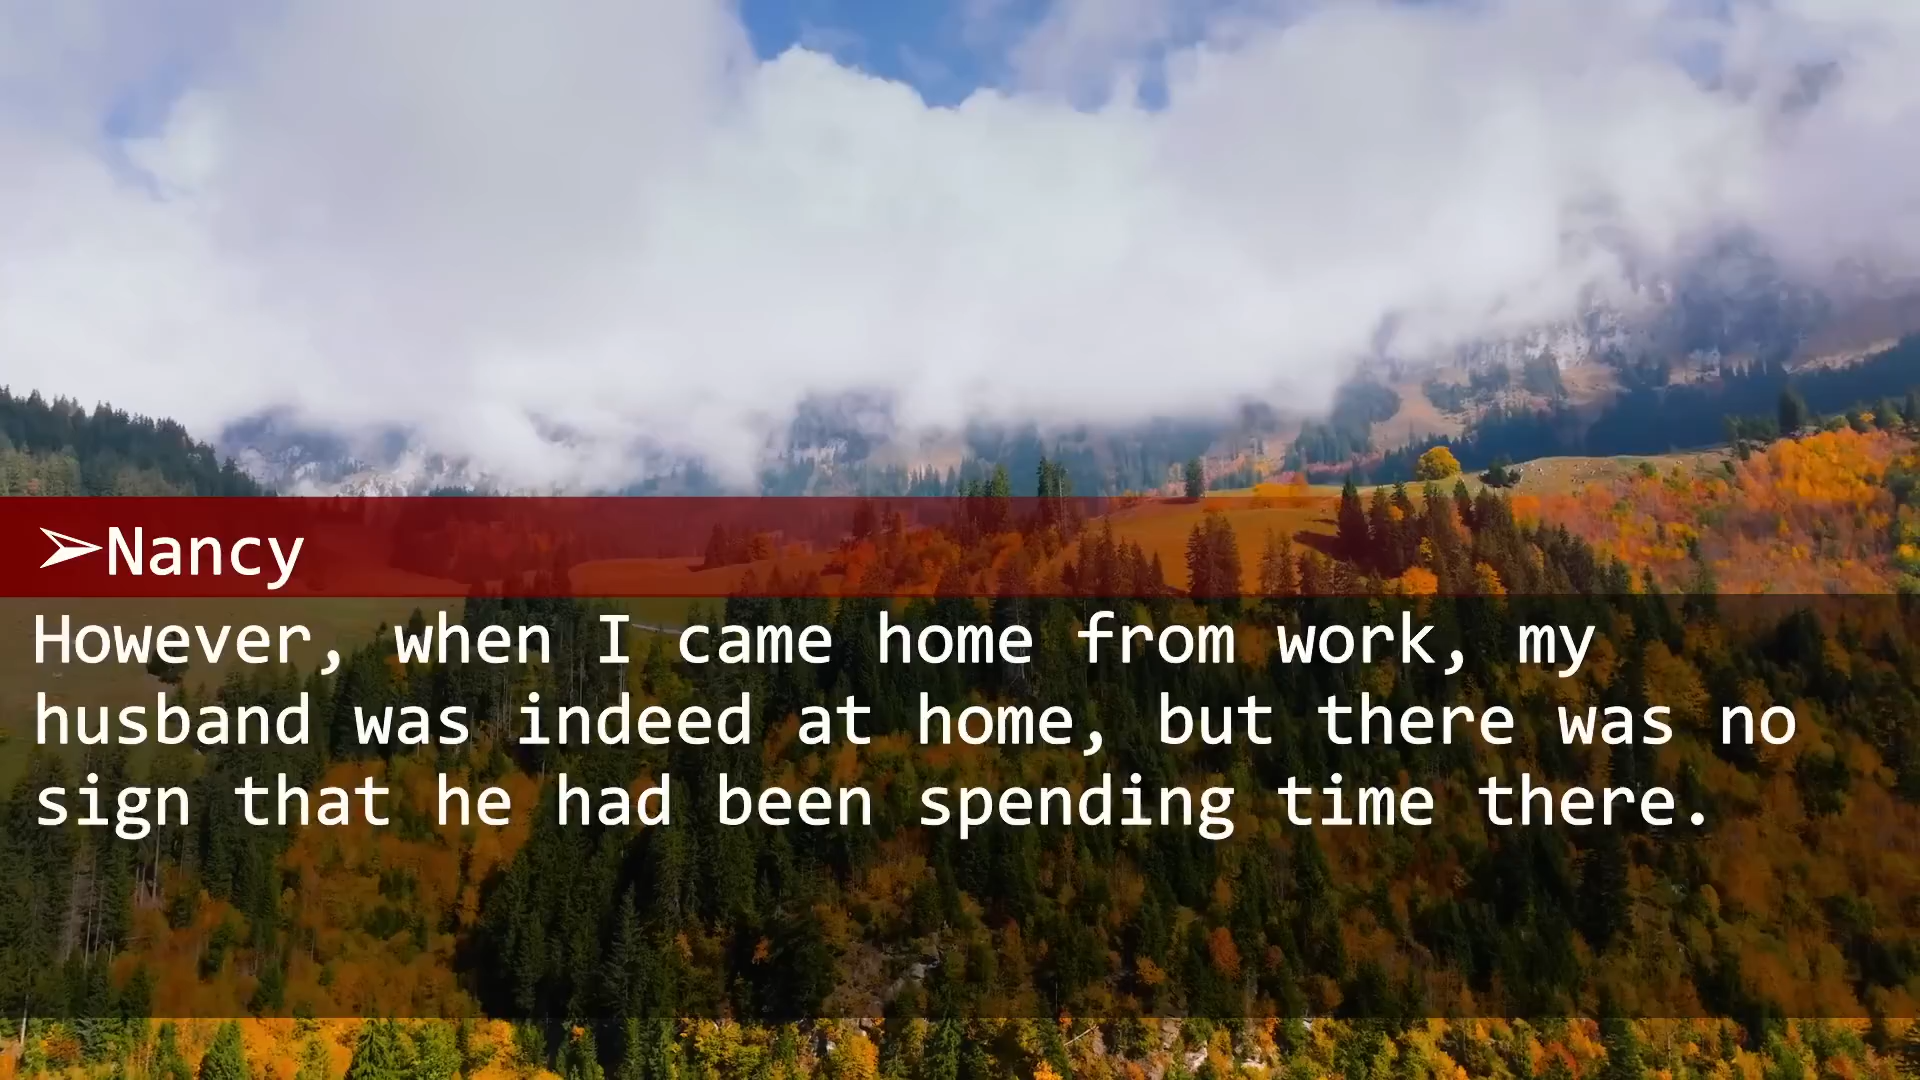 ➢Nancy
However, when I came home from work, my
husband was indeed at home, but there was no
sign that he had been spending time there.